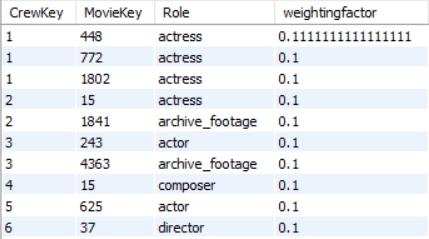 CrewKey MovieKey Role weightingfactor
1 448 actress 0.1111111111111111
1 772 actress 0.1
1 1802 actress 0.1
2 15 actress 0.1
2 1841 archive_footage 0.1
3 243 actor 0.1
3 4363 archive_footage 0.1
4 15 composer 0.1
5 625 actor 0.1
6 37 director 0.1